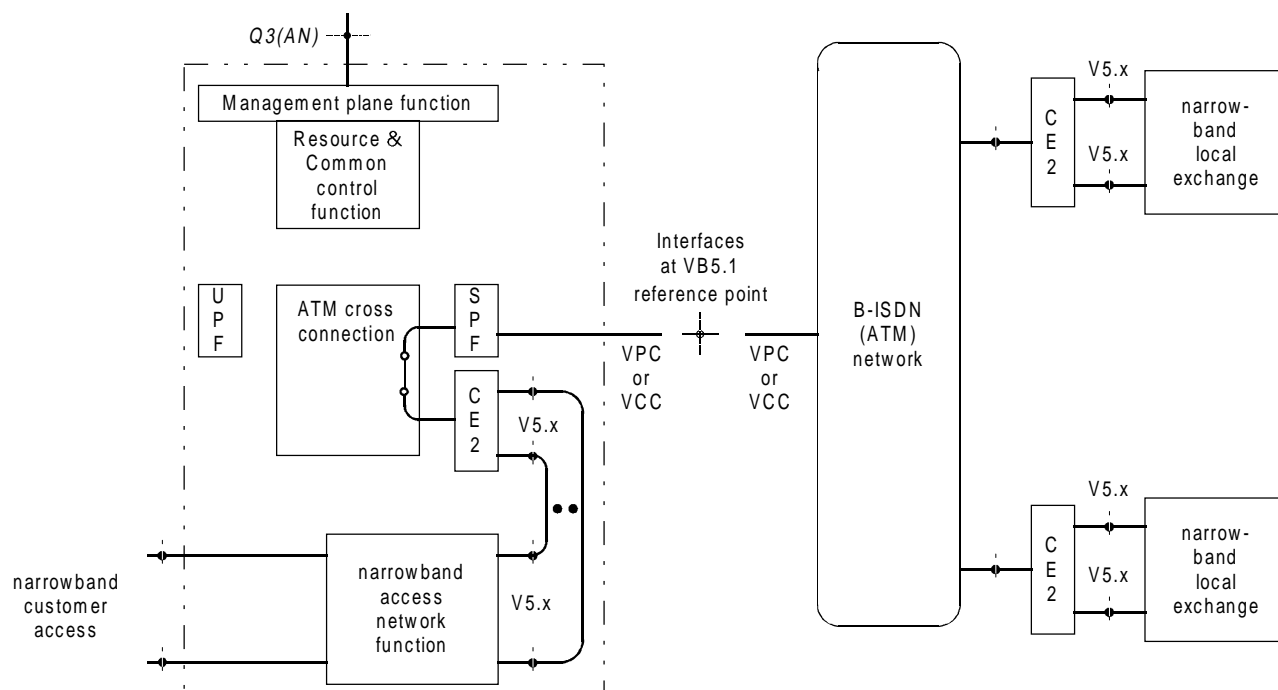 Q3(AN)
Management plane function
Resource &
Common
control
function
U
P
F
ATM cross
connection
S
P
F
C
E
2
V5.x
V5.x
narrowband
access
network
function
narrowband
customer
access
Interfaces
at VB5.1
reference point
VPC
or
VCC
VPC
or
VCC
B-ISDN
(ATM)
network
C
E
2
V5.x
V5.x
narrow-
band
local
exchange
C
E
2
V5.x
V5.x
narrow-
band
local
exchange